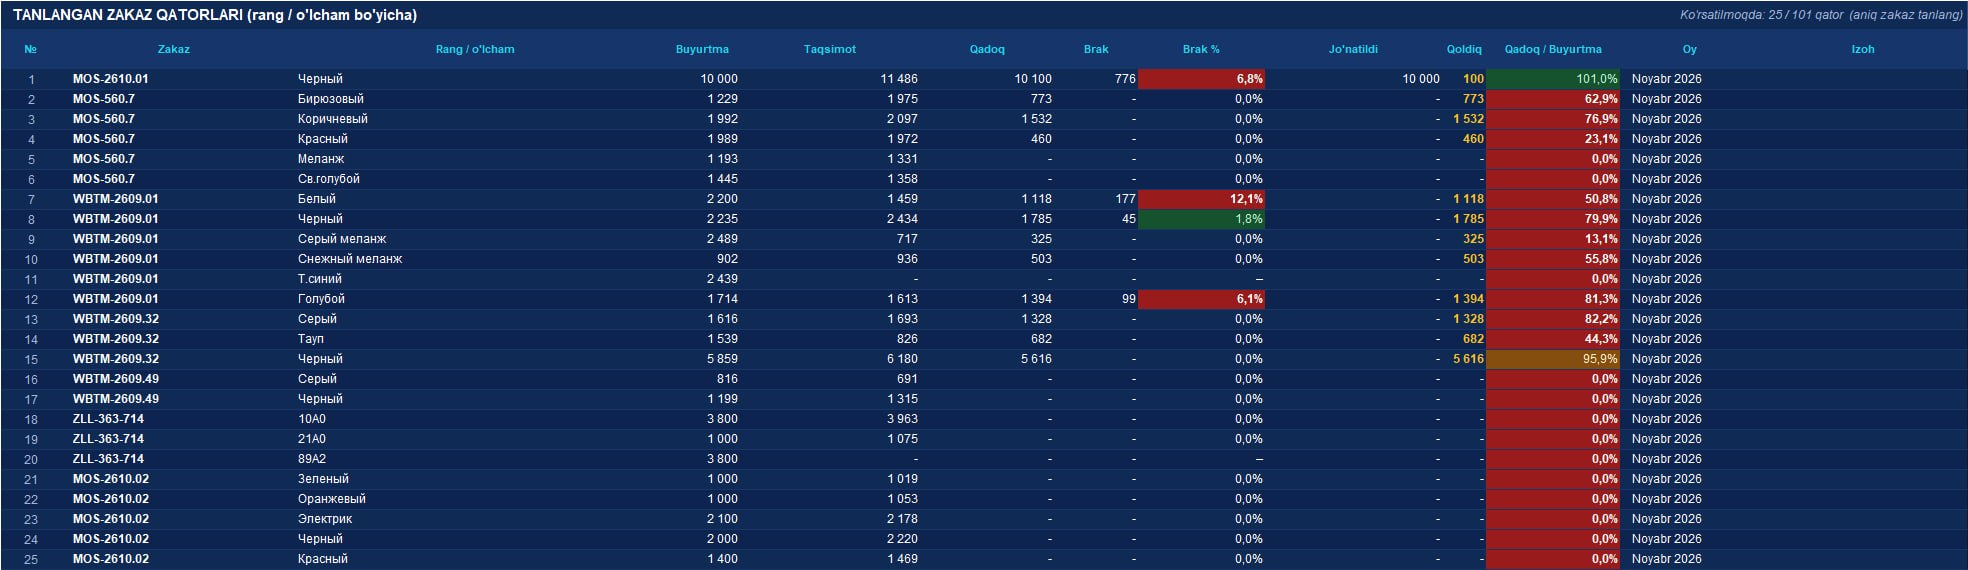 TANLANGAN ZAKAZ QATORLARI (rang / o'lcham bo'yicha) Ko'rsatilmoqda: 25 / 101 qator (aniq zakaz tanlang)
№ Zakaz Rang / o'lcham Buyurtma Taqsimot Qadoq Brak Brak % Jo'natildi Qoldiq Qadoq / Buyurtma Oy Izoh
1 MOS-2610.01 Черный 10 000 11 486 10 100 776 6,8% 10 000 100 101,0% Noyabr 2026
2 MOS-560.7 Бирюзовый 1 229 1 975 773 - 0,0% - 773 62,9% Noyabr 2026
3 MOS-560.7 Коричневый 1 992 2 097 1 532 - 0,0% - 1 532 76,9% Noyabr 2026
4 MOS-560.7 Красный 1 989 1 972 460 - 0,0% - 460 23,1% Noyabr 2026
5 MOS-560.7 Меланж 1 193 1 331 - - 0,0% - - 0,0% Noyabr 2026
6 MOS-560.7 Св.голубой 1 445 1 358 - - 0,0% - - 0,0% Noyabr 2026
7 WBTM-2609.01 Белый 2 200 1 459 1 118 177 12,1% - 1 118 50,8% Noyabr 2026
8 WBTM-2609.01 Черный 2 235 2 434 1 785 45 1,8% - 1 785 79,9% Noyabr 2026
9 WBTM-2609.01 Серый меланж 2 489 717 325 - 0,0% - 325 13,1% Noyabr 2026
10 WBTM-2609.01 Снежный меланж 902 936 503 - 0,0% - 503 55,8% Noyabr 2026
11 WBTM-2609.01 Т.синий 2 439 - - - – - - 0,0% Noyabr 2026
12 WBTM-2609.01 Голубой 1 714 1 613 1 394 99 6,1% - 1 394 81,3% Noyabr 2026
13 WBTM-2609.32 Серый 1 616 1 693 1 328 - 0,0% - 1 328 82,2% Noyabr 2026
14 WBTM-2609.32 Тауп 1 539 826 682 - 0,0% - 682 44,3% Noyabr 2026
15 WBTM-2609.32 Черный 5 859 6 180 5 616 - 0,0% - 5 616 95,9% Noyabr 2026
16 WBTM-2609.49 Серый 816 691 - - 0,0% - - 0,0% Noyabr 2026
17 WBTM-2609.49 Черный 1 199 1 315 - - 0,0% - - 0,0% Noyabr 2026
18 ZLL-363-714 10A0 3 800 3 963 - - 0,0% - - 0,0% Noyabr 2026
19 ZLL-363-714 21A0 1 000 1 075 - - 0,0% - - 0,0% Noyabr 2026
20 ZLL-363-714 89A2 3 800 - - - – - - 0,0% Noyabr 2026
21 MOS-2610.02 Зеленый 1 000 1 019 - - 0,0% - - 0,0% Noyabr 2026
22 MOS-2610.02 Оранжевый 1 000 1 053 - - 0,0% - - 0,0% Noyabr 2026
23 MOS-2610.02 Электрик 2 100 2 178 - - 0,0% - - 0,0% Noyabr 2026
24 MOS-2610.02 Черный 2 000 2 220 - - 0,0% - - 0,0% Noyabr 2026
25 MOS-2610.02 Красный 1 400 1 469 - - 0,0% - - 0,0% Noyabr 2026